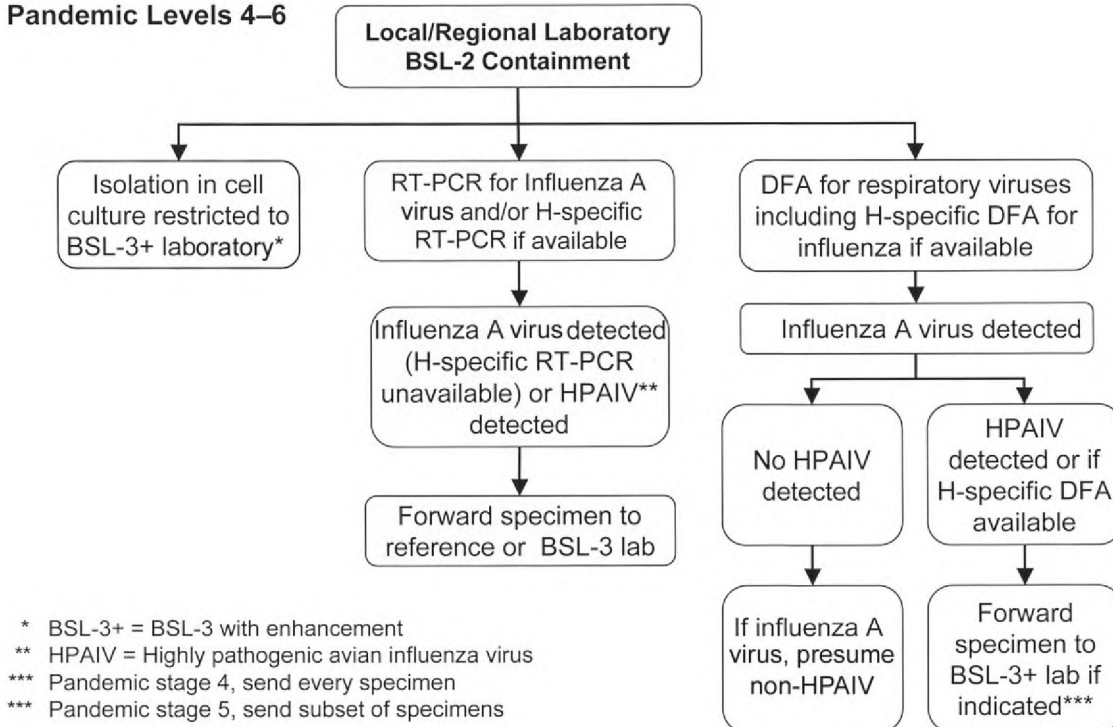 Pandemic Levels 4–6
Local/Regional Laboratory
BSL-2 Containment
Isolation in cell
culture restricted to
BSL-3+ laboratory*
RT-PCR for Influenza A
virus and/or H-specific
RT-PCR if available
DFA for respiratory viruses
including H-specific DFA for
influenza if available
Influenza A virus detected
(H-specific RT-PCR
unavailable) or HPAIV**
detected
Influenza A virus detected
No HPAIV
detected
HPAIV
detected or if
H-specific DFA
available
Forward specimen to
reference or BSL-3 lab
If influenza A
virus, presume
non-HPAIV
Forward
specimen to
BSL-3+ lab if
indicated***
* BSL-3+ = BSL-3 with enhancement
** HPAIV = Highly pathogenic avian influenza virus
*** Pandemic stage 4, send every specimen
*** Pandemic stage 5, send subset of specimens